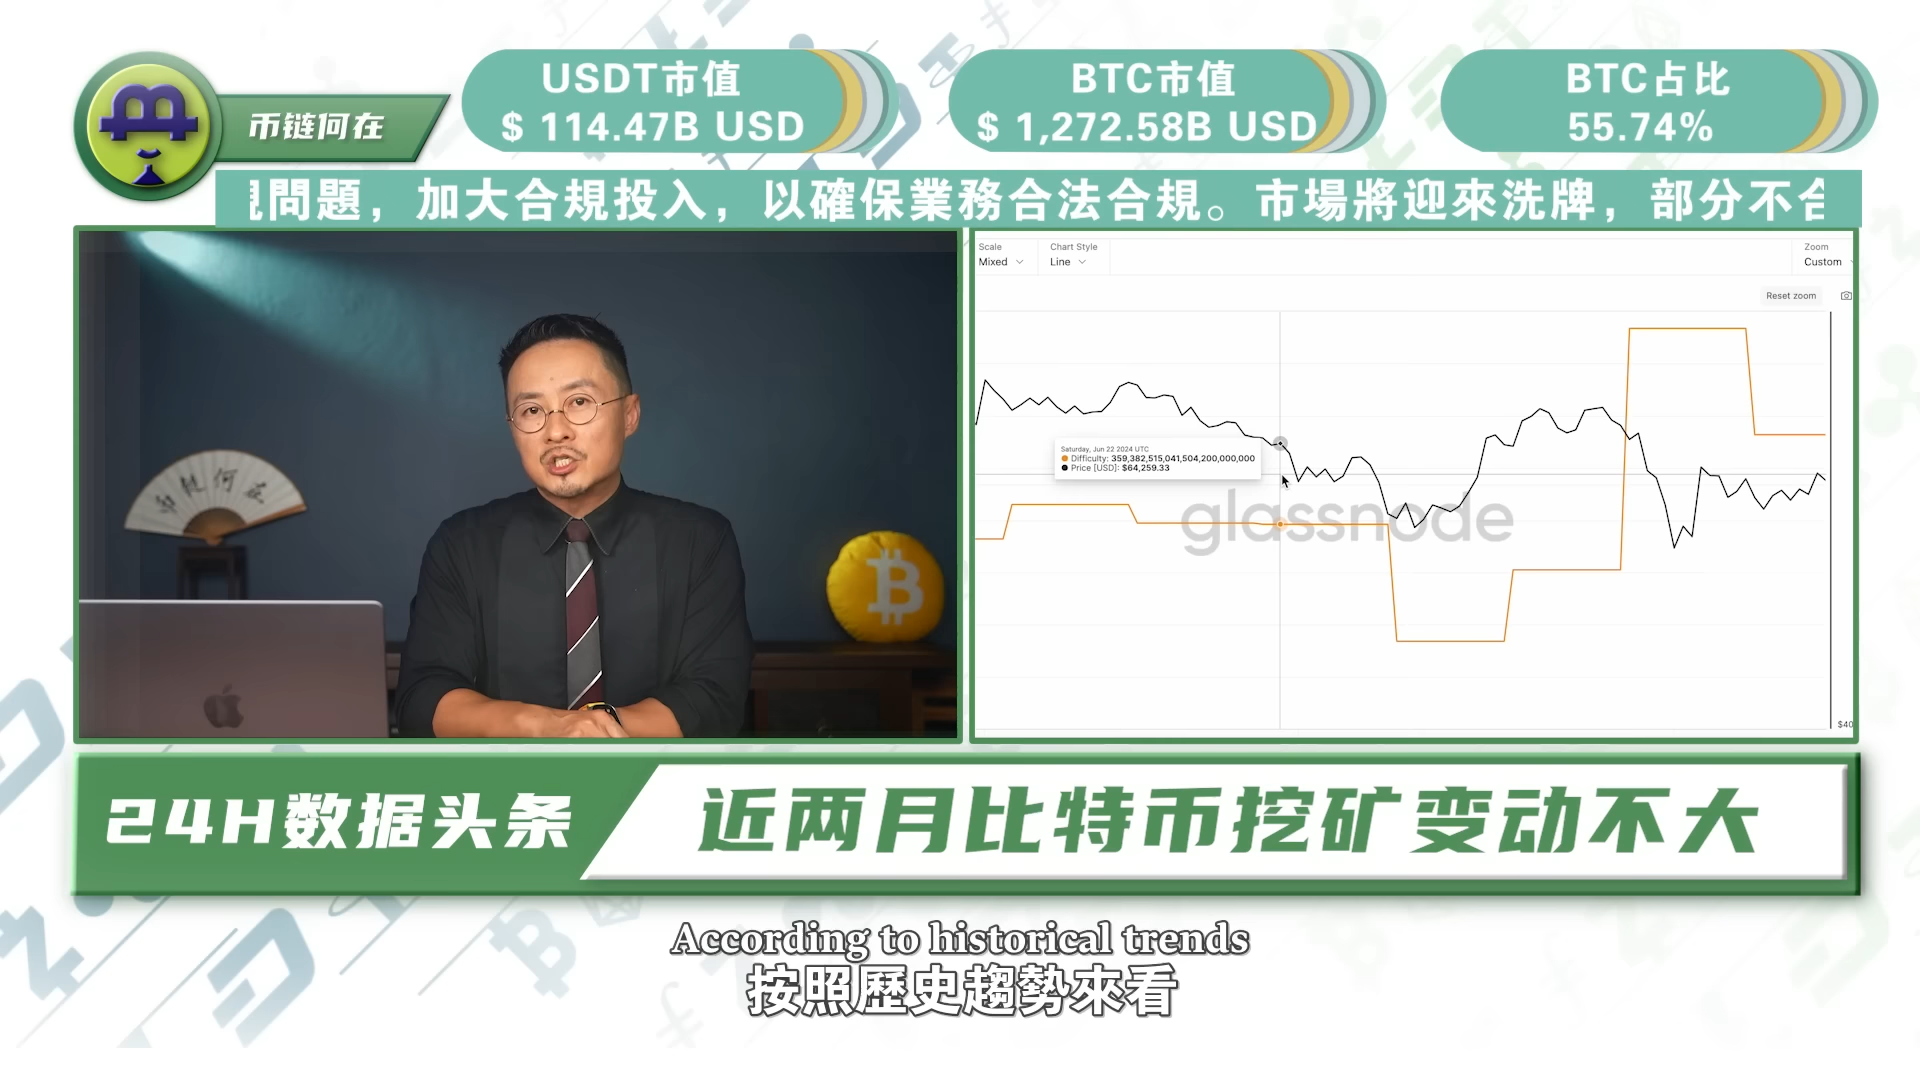 币链何在
USDT市值
$ 114.47B USD
BTC市值
$ 1,272.58B USD
BTC占比
55.74%
問題，加大合規投入，以確保業務合法合規。市場將迎來洗牌，部分不合
币链何在
Scale
Mixed
Chart Style
Line
Zoom
Custom
Reset zoom
Saturday, Jun 22 2024 UTC
Difficulty: 359,382,515,041,504,200,000,000
Price [USD]: $64,259.33
glassnode
$40
24H数据头条
近两月比特币挖矿变动不大
According to historical trends
按照歷史趨勢來看